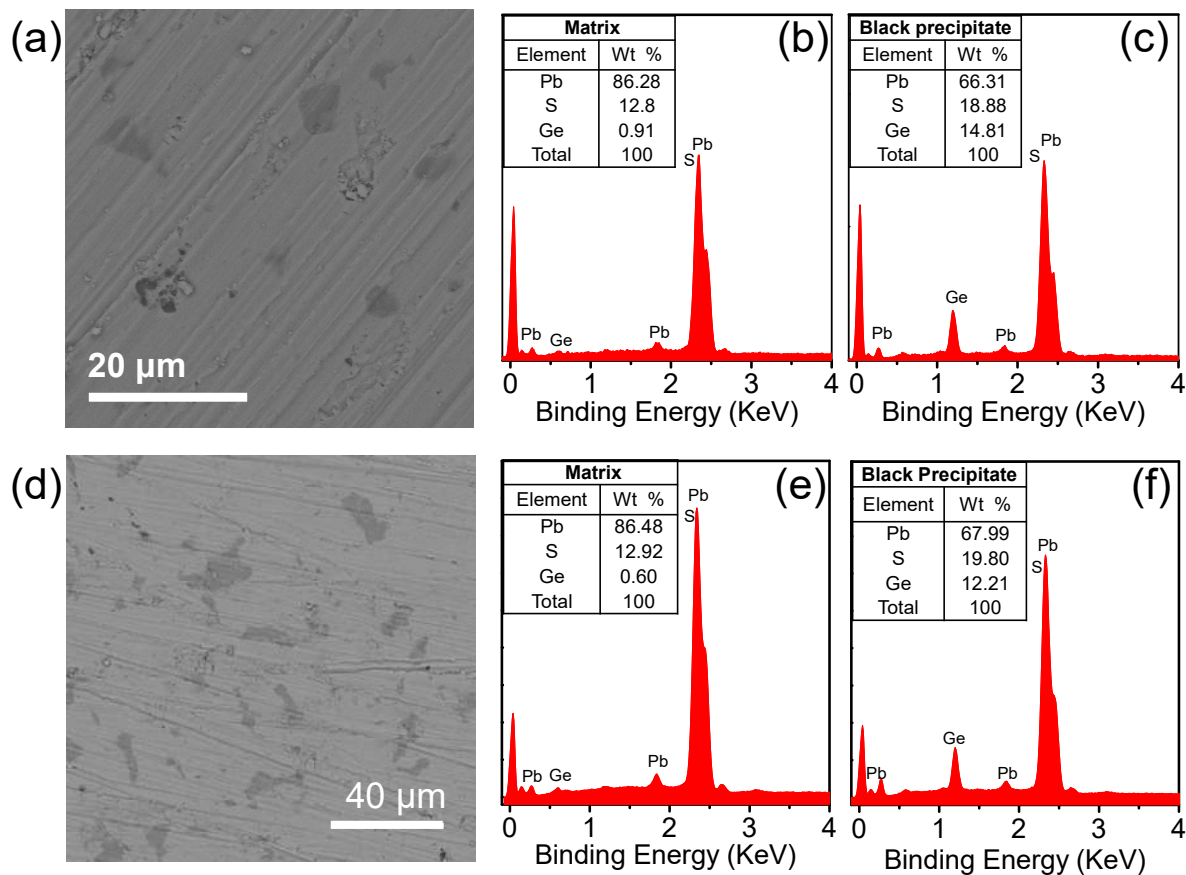 (a)
20 μm
(b)
Matrix
Element Wt %
Pb 86.28
S 12.8
Ge 0.91
Total 100
Pb
S
Pb
Ge
Pb
0 1 2 3 4
Binding Energy (KeV)
(c)
Black precipitate
Element Wt %
Pb 66.31
S 18.88
Ge 14.81
Total 100
Pb
S
Ge
Pb
Pb
0 1 2 3 4
Binding Energy (KeV)
(d)
40 μm
(e)
Matrix
Element Wt %
Pb 86.48
S 12.92
Ge 0.60
Total 100
Pb
S
Pb
Pb
Ge
0 1 2 3 4
Binding Energy (KeV)
(f)
Black Precipitate
Element Wt %
Pb 67.99
S 19.80
Ge 12.21
Total 100
Pb
S
Ge
Pb
Pb
0 1 2 3 4
Binding Energy (KeV)